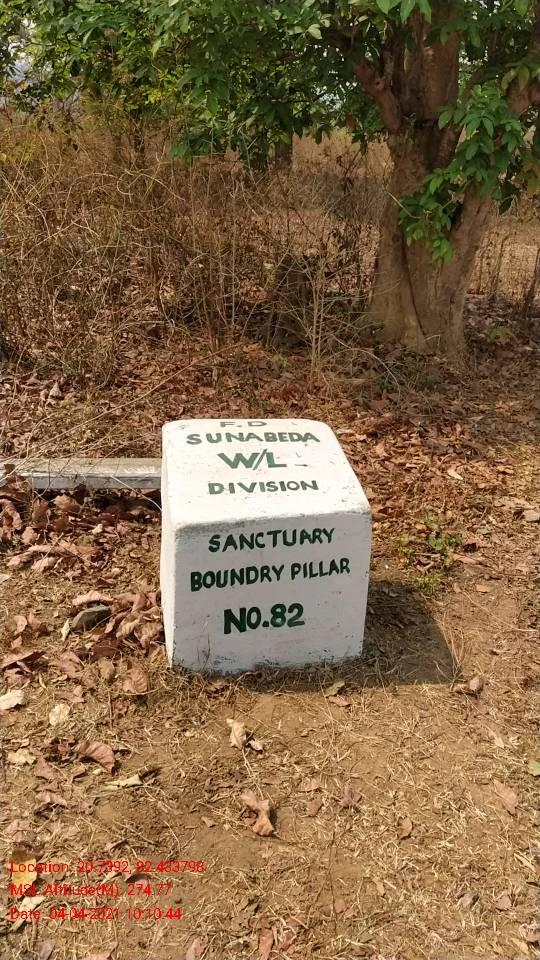 F.D
SUNABEDA
W/L
DIVISION
SANCTUARY
BOUNDRY PILLAR
NO.82
Location: 20.7392, 82.433798
MSL Altitude(M): 274.77
Date: 04-04-2021 10:10:44